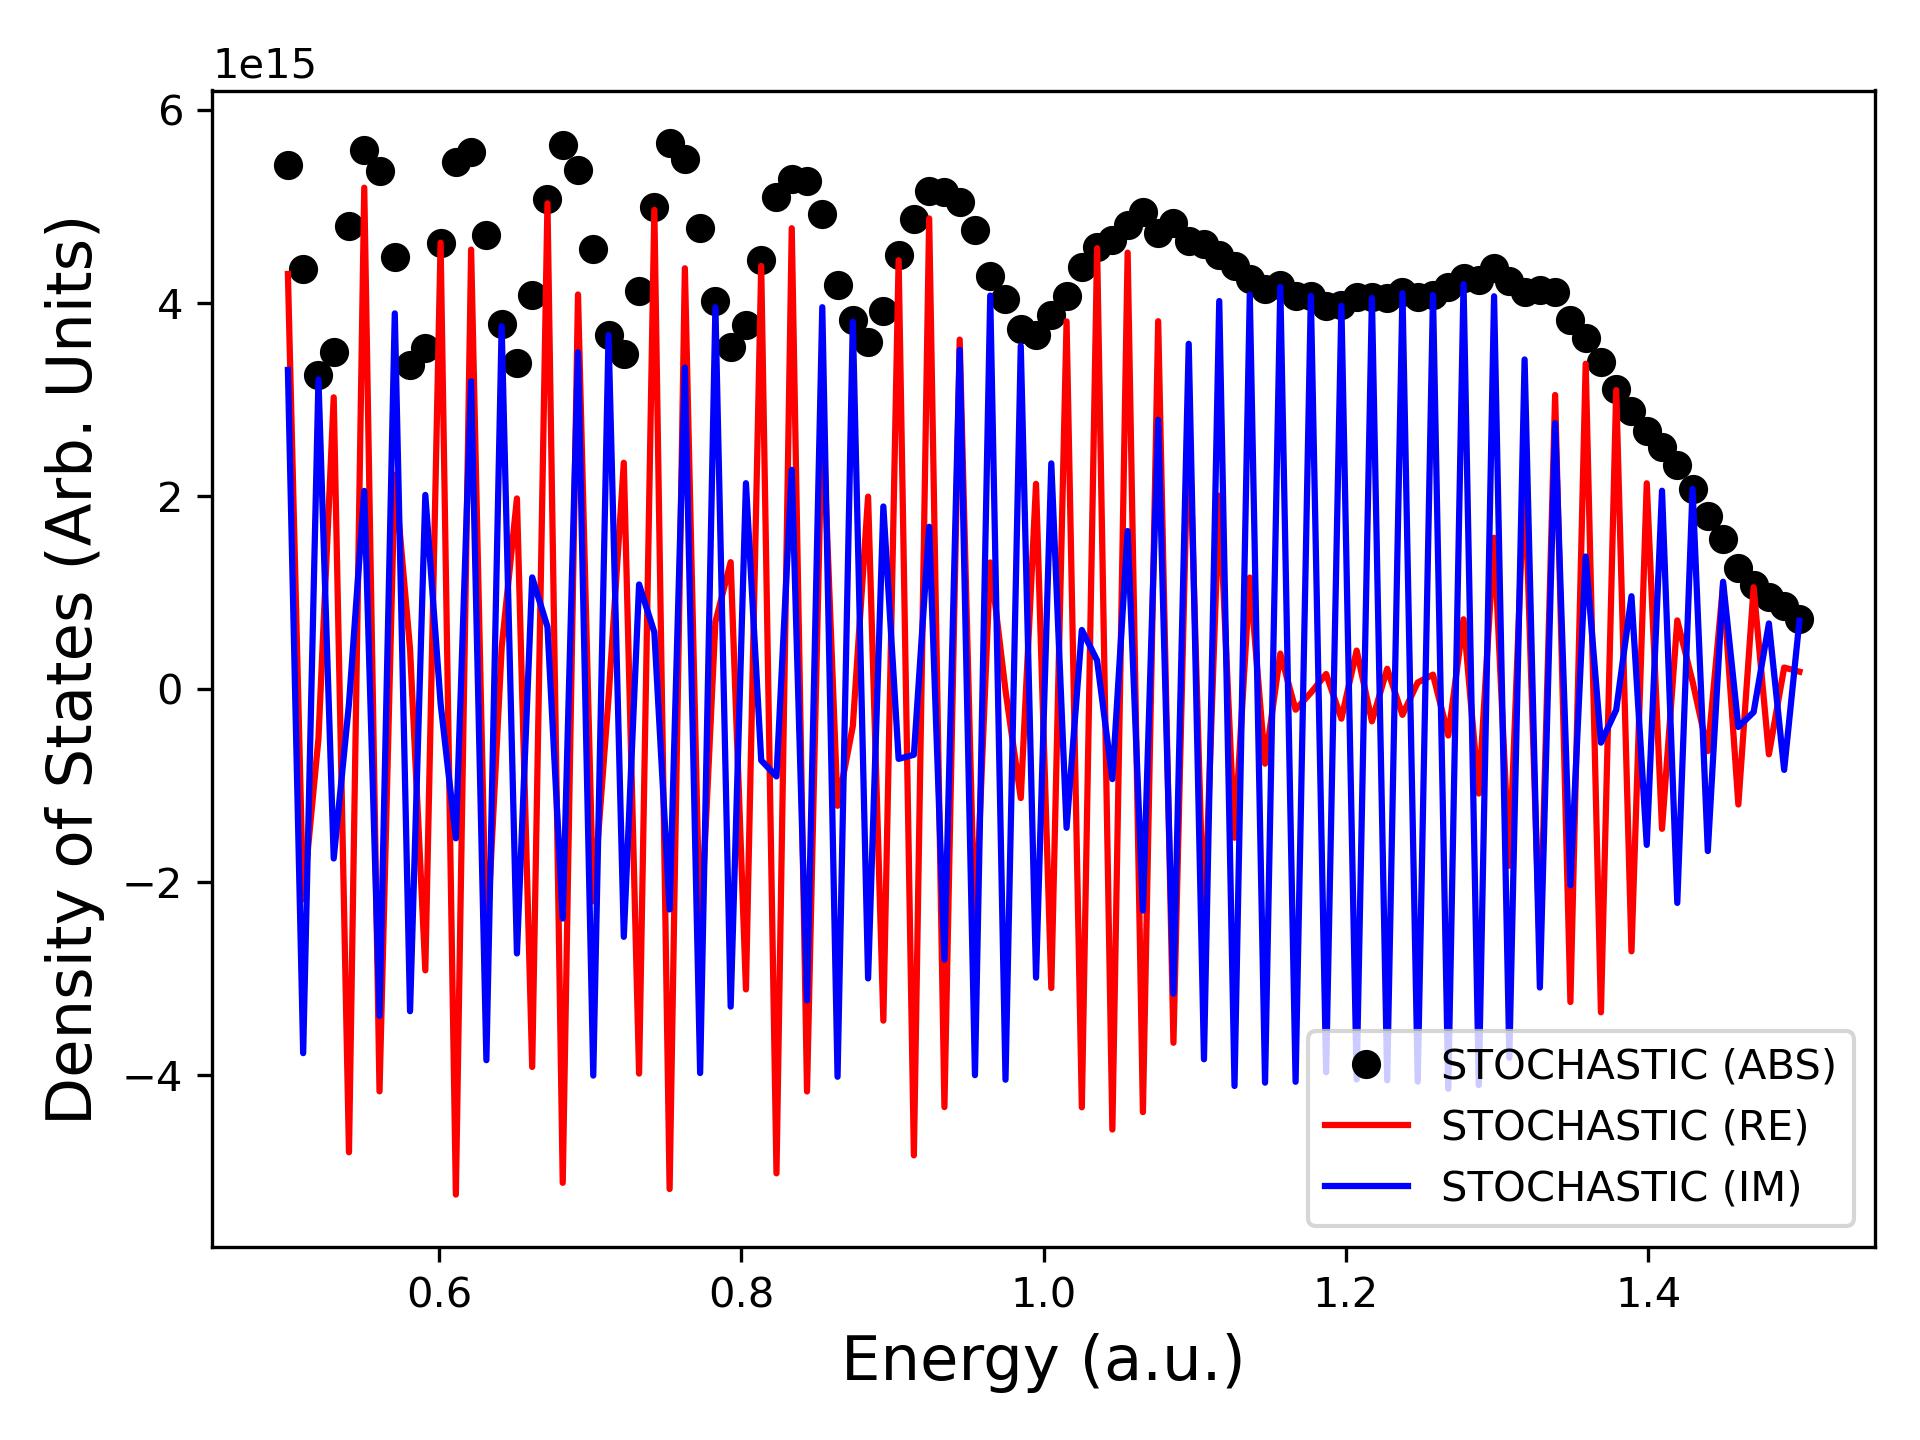 1e15
6
4
2
0
−2
−4
Density of States (Arb. Units)
STOCHASTIC (ABS)
STOCHASTIC (RE)
STOCHASTIC (IM)
0.6 0.8 1.0 1.2 1.4
Energy (a.u.)